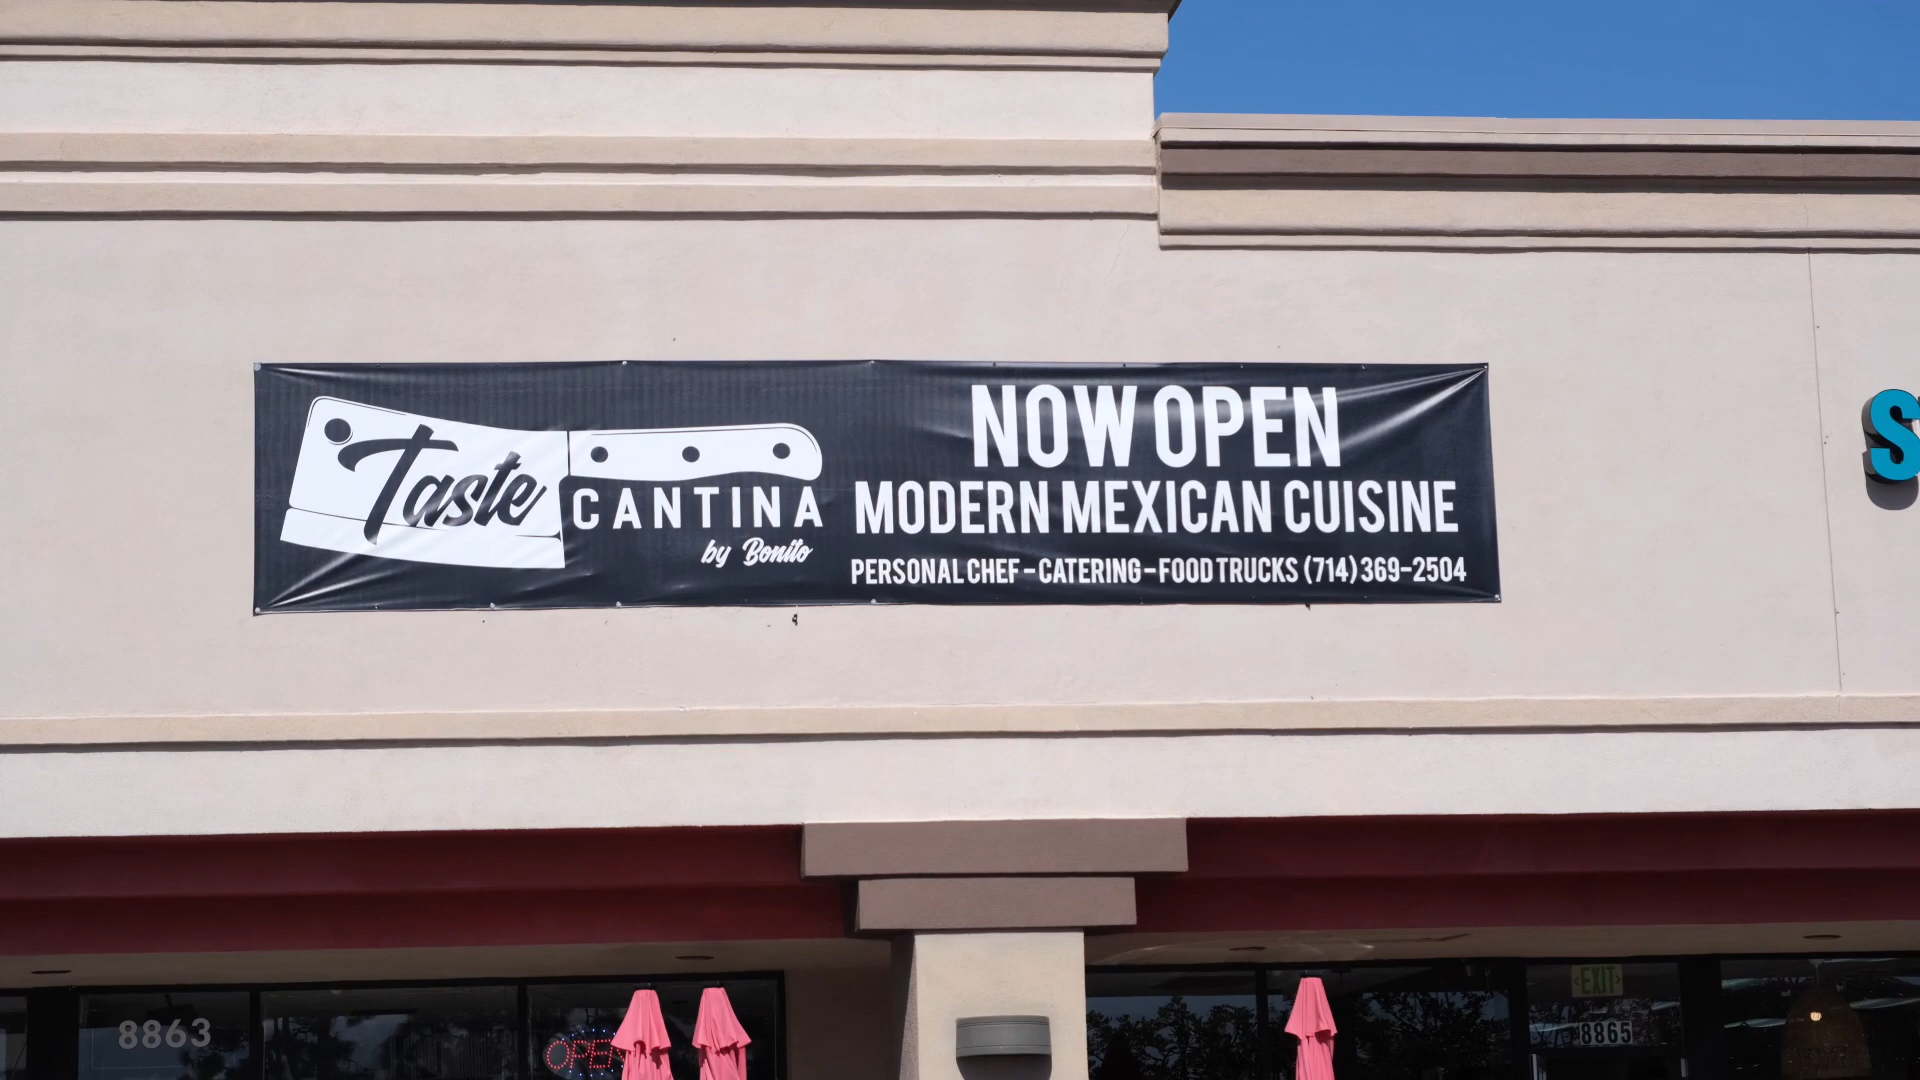 Taste
CANTINA
by Bonito
NOW OPEN
MODERN MEXICAN CUISINE
PERSONAL CHEF - CATERING - FOOD TRUCKS (714) 369-2504
S
8863
OPEN
EXIT
8865